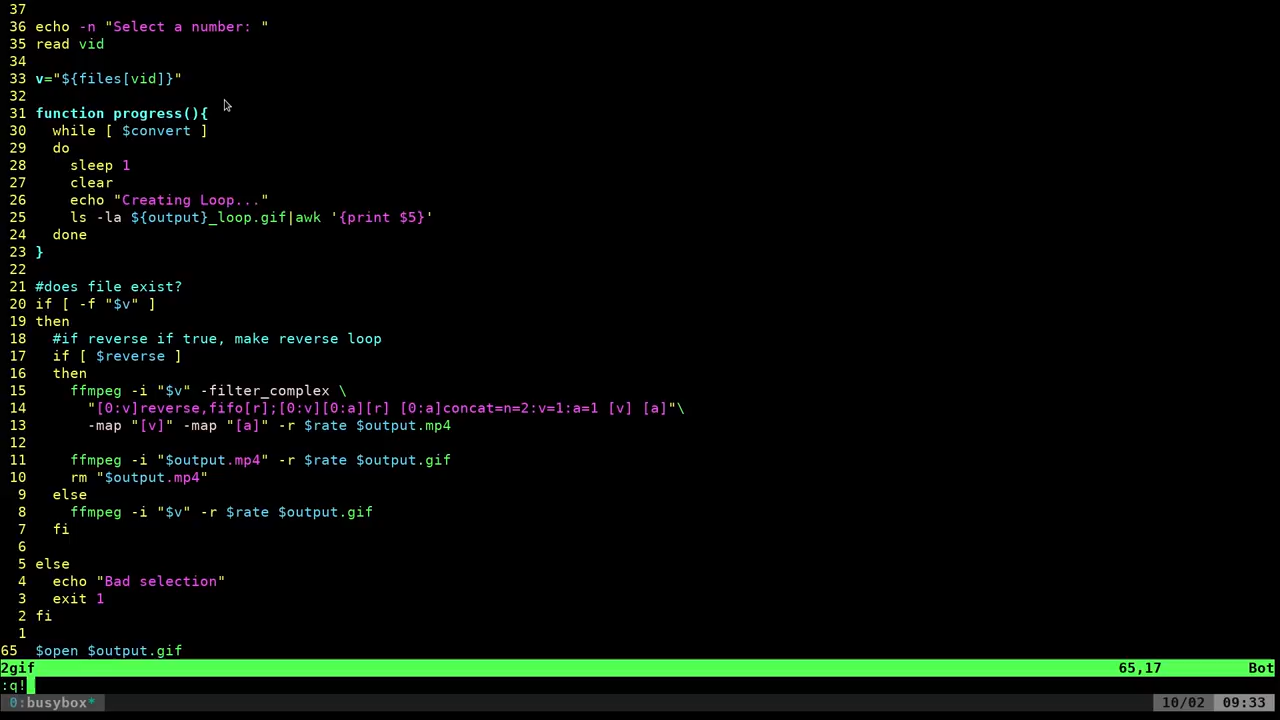 37
36 echo -n "Select a number: "
35 read vid
34
33 v="${files[vid]}"
32
31 function progress(){
30   while [ $convert ]
29   do
28     sleep 1
27     clear
26     echo "Creating Loop..."
25     ls -la ${output}_loop.gif|awk '{print $5}'
24   done
23 }
22
21 #does file exist?
20 if [ -f "$v" ]
19 then
18   #if reverse if true, make reverse loop
17   if [ $reverse ]
16   then
15     ffmpeg -i "$v" -filter_complex \
14       "[0:v]reverse,fifo[r];[0:v][0:a][r] [0:a]concat=n=2:v=1:a=1 [v] [a]"\
13       -map "[v]" -map "[a]" -r $rate $output.mp4
12
11     ffmpeg -i "$output.mp4" -r $rate $output.gif
10     rm "$output.mp4"
9   else
8     ffmpeg -i "$v" -r $rate $output.gif
7   fi
6
5 else
4   echo "Bad selection"
3   exit 1
2 fi
1
65 $open $output.gif
2gif 65,17 Bot
:q!
0:busybox* 10/02 09:33